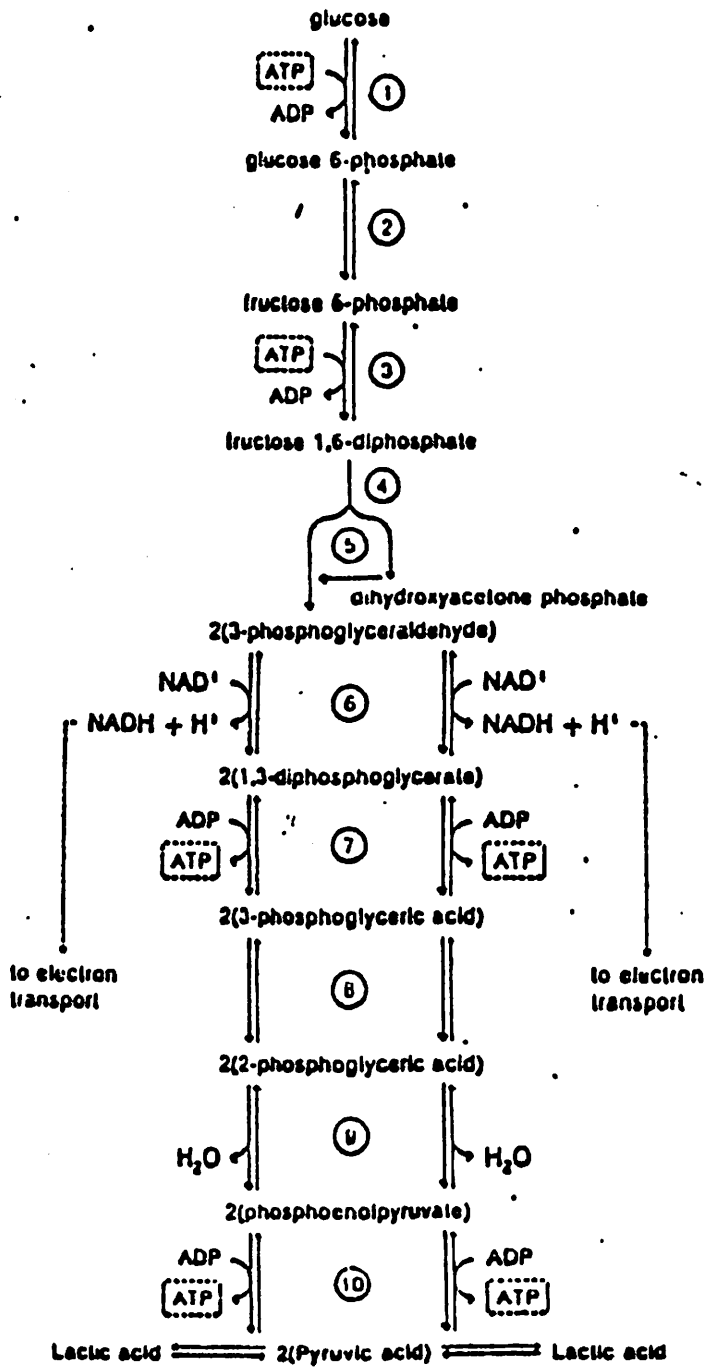 glucose
ATP
ADP
1
glucose 6-phosphate
2
fructose 6-phosphate
ATP
ADP
3
fructose 1,6-diphosphate
4
5
dihydroxyacetone phosphate
2(3-phosphoglyceraldehyde)
NAD⁺ NAD⁺
6
NADH + H⁺ NADH + H⁺
2(1,3-diphosphoglycerate)
ADP ADP
7
ATP ATP
2(3-phosphoglyceric acid)
to electron to electron
transport transport
8
2(2-phosphoglyceric acid)
9
H₂O H₂O
2(phosphoenolpyruvate)
ADP ADP
10
ATP ATP
Lactic acid 2(Pyruvic acid) Lactic acid